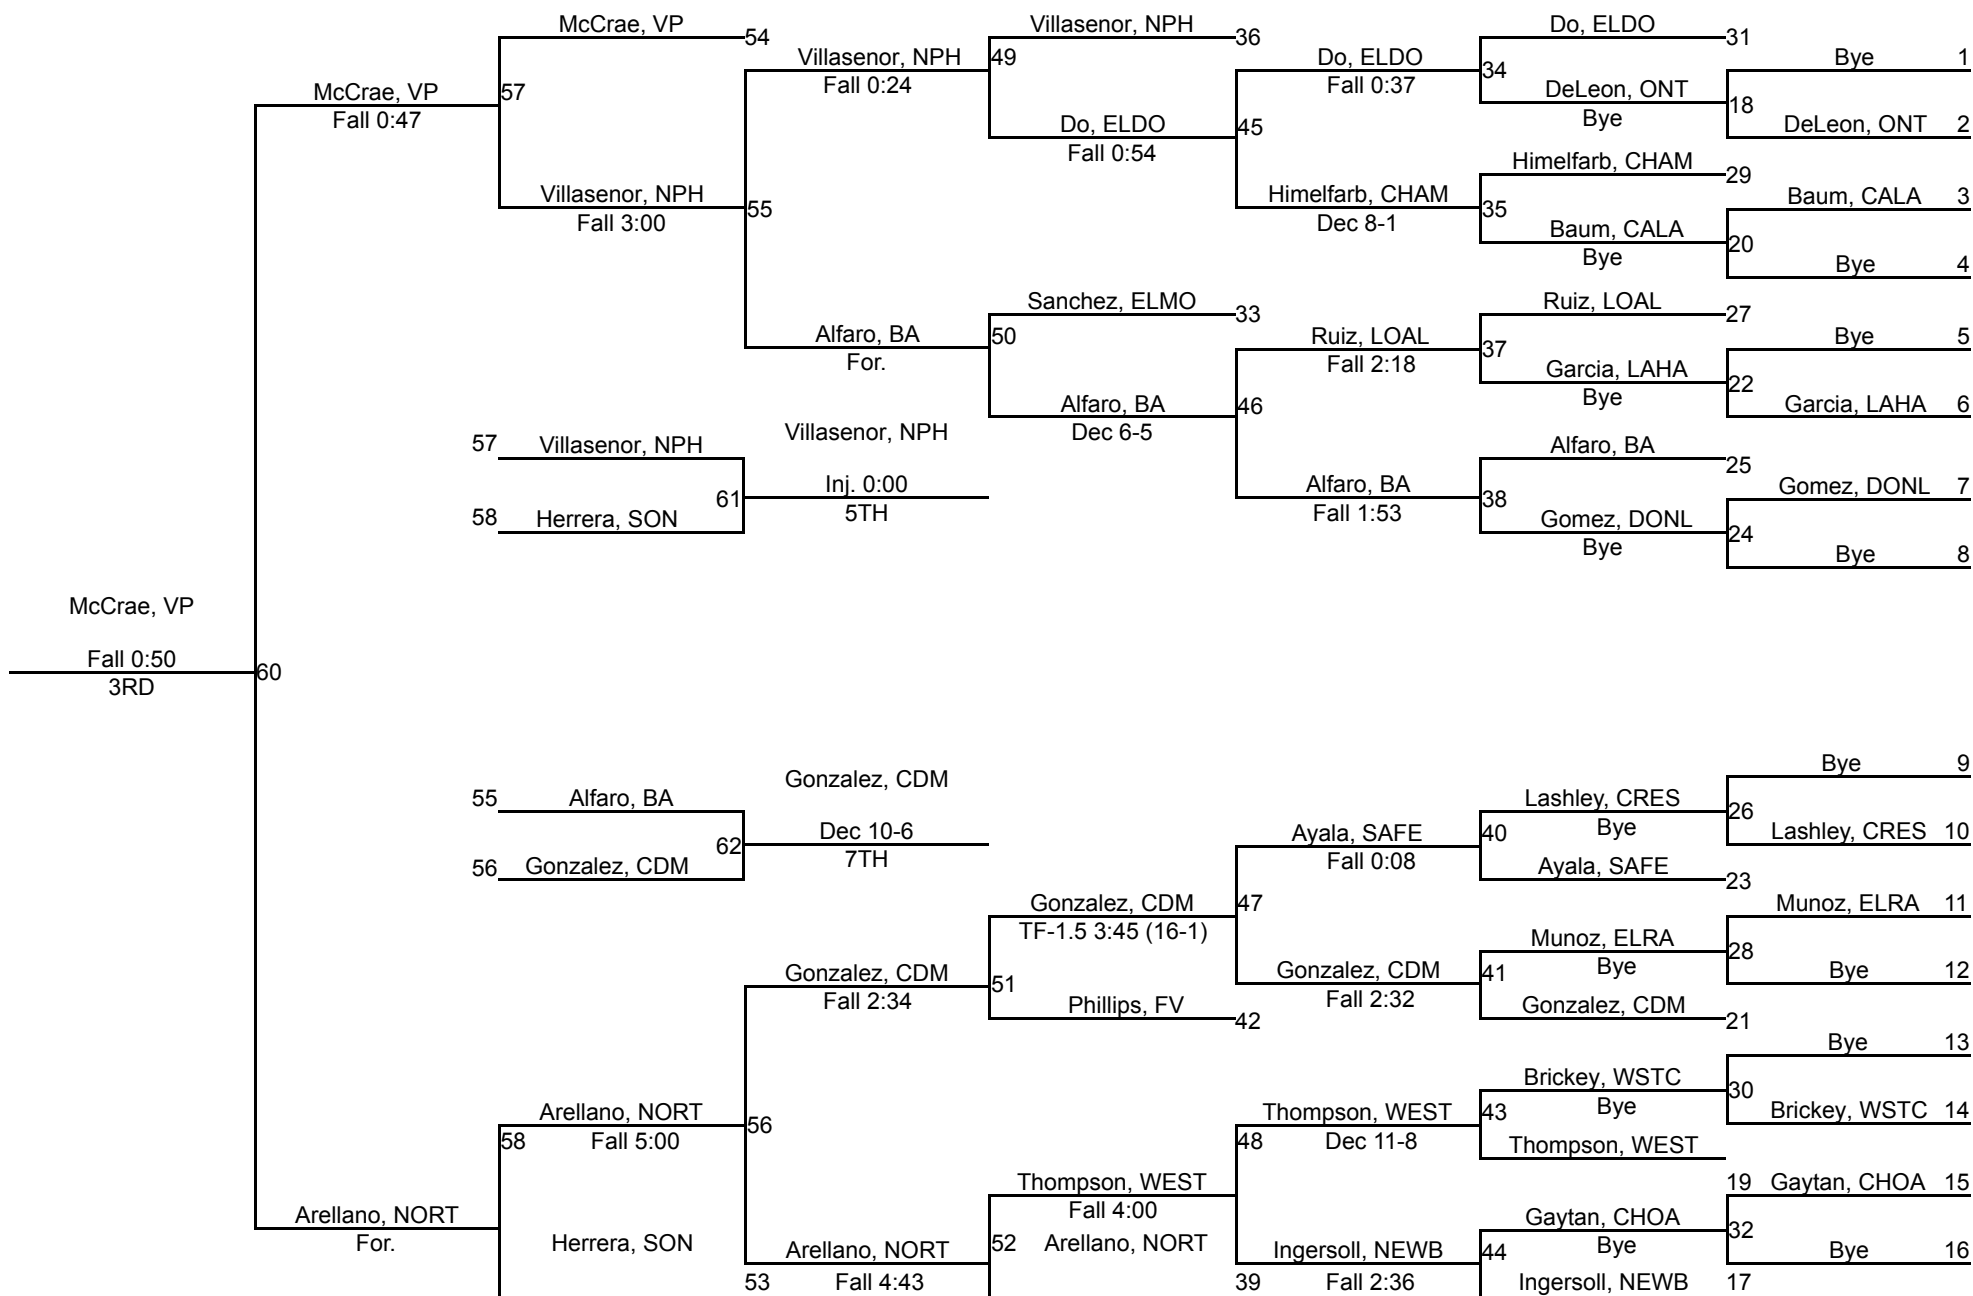 McCrae, VP
54
Villasenor, NPH
Fall 0:24
Villasenor, NPH
36
49
Do, ELDO
Fall 0:37
Do, ELDO
31
34
Bye 1
McCrae, VP
Fall 0:47
57
DeLeon, ONT
Bye
18
DeLeon, ONT 2
Do, ELDO
Fall 0:54
45
Himelfarb, CHAM
29
Villasenor, NPH
Fall 3:00
55
Himelfarb, CHAM
Dec 8-1
35
Baum, CALA 3
Baum, CALA
Bye
20
Bye 4
Sanchez, ELMO
33
Ruiz, LOAL
27
Alfaro, BA
For.
50
Ruiz, LOAL
Fall 2:18
37
Bye 5
Garcia, LAHA
Bye
22
Garcia, LAHA 6
Alfaro, BA
Dec 6-5
46
57 Villasenor, NPH
Villasenor, NPH
Alfaro, BA
25
61
Inj. 0:00
5TH
Alfaro, BA
Fall 1:53
38
Gomez, DONL 7
58 Herrera, SON
Gomez, DONL
Bye
24
Bye 8
McCrae, VP
Fall 0:50
3RD
60
Bye 9
55 Alfaro, BA
Gonzalez, CDM
Lashley, CRES
Bye
26
62
Dec 10-6
7TH
Ayala, SAFE
Fall 0:08
40
Lashley, CRES 10
56 Gonzalez, CDM
Ayala, SAFE
23
Gonzalez, CDM
TF-1.5 3:45 (16-1)
47
Munoz, ELRA 11
Munoz, ELRA
Bye
28
Gonzalez, CDM
Fall 2:34
51
Gonzalez, CDM
Fall 2:32
41
Bye 12
Phillips, FV
42
Gonzalez, CDM
21
Bye 13
Brickey, WSTC
Bye
30
Arellano, NORT
Fall 5:00
58
56
Thompson, WEST
Dec 11-8
48
43
Brickey, WSTC 14
Thompson, WEST
19
Thompson, WEST
Fall 4:00
Gaytan, CHOA 15
Arellano, NORT
For.
Herrera, SON
53
Arellano, NORT
Fall 4:43
52
Arellano, NORT
39
Ingersoll, NEWB
Fall 2:36
44
Gaytan, CHOA
Bye
32
Bye 16
Ingersoll, NEWB
17